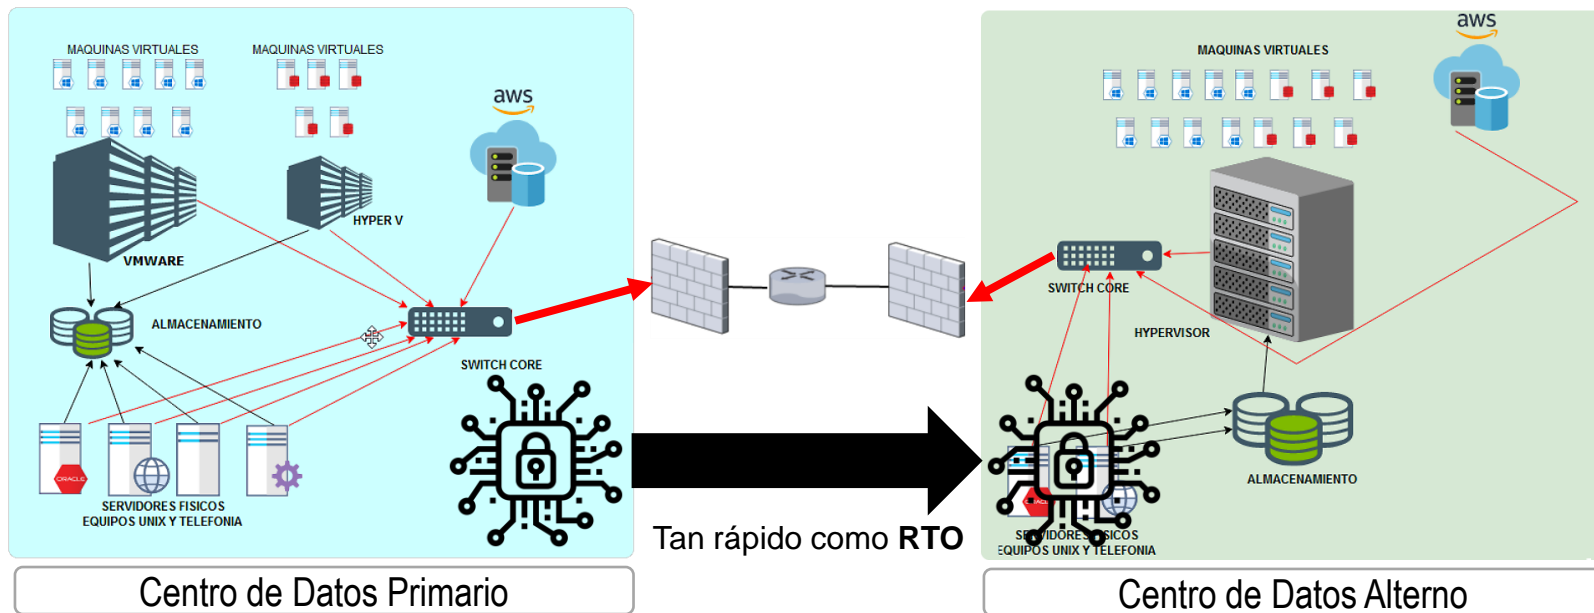 MAQUINAS VIRTUALES
MAQUINAS VIRTUALES
aws
HYPER V
VMWARE
ALMACENAMIENTO
SWITCH CORE
ORACLE
SERVIDORES FISICOS
EQUIPOS UNIX Y TELEFONIA
Centro de Datos Primario
Tan rápido como RTO
aws
MAQUINAS VIRTUALES
SWITCH CORE
HYPERVISOR
ALMACENAMIENTO
EQUIPOS UNIX Y TELEFONIA
Centro de Datos Alterno